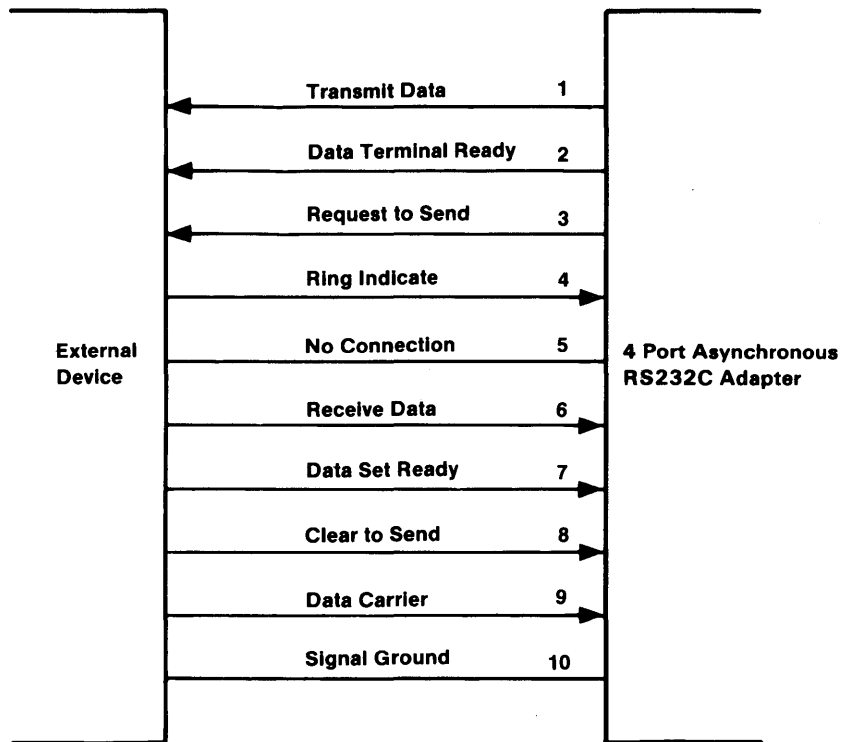 Transmit Data 1
Data Terminal Ready 2
Request to Send 3
Ring Indicate 4
No Connection 5
External
Device
4 Port Asynchronous
RS232C Adapter
Receive Data 6
Data Set Ready 7
Clear to Send 8
Data Carrier 9
Signal Ground 10